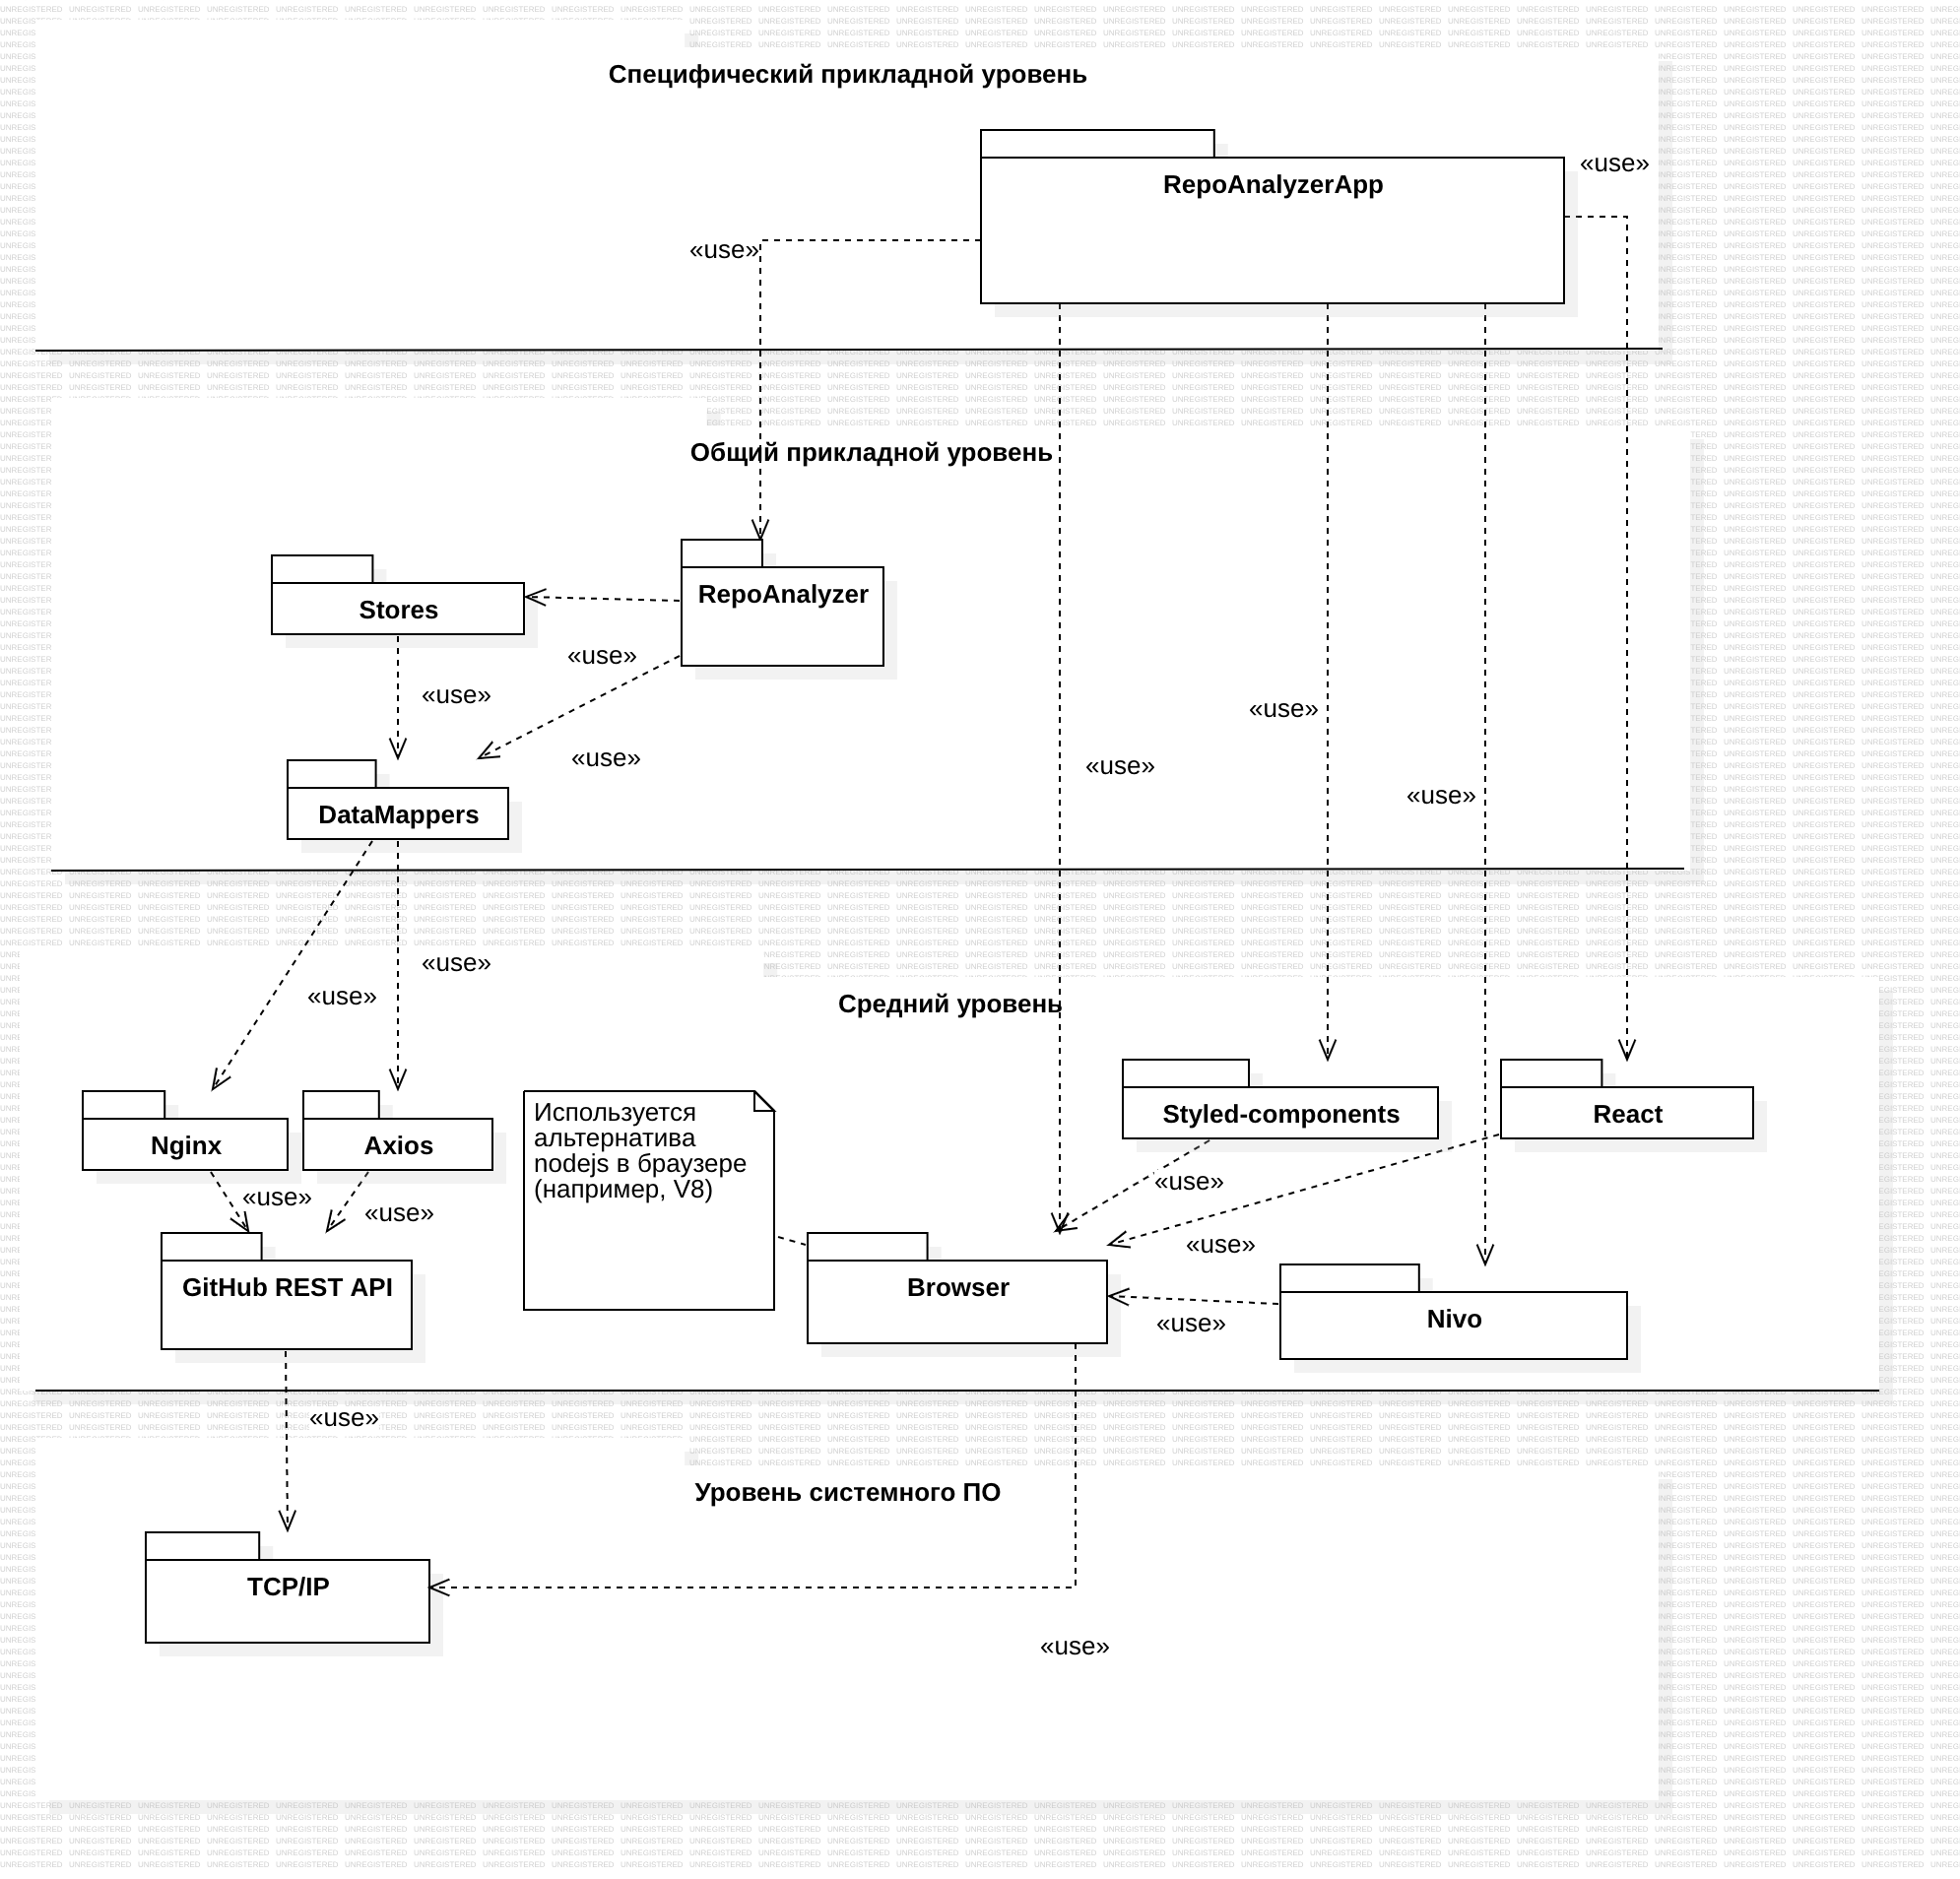 Специфический прикладной уровень
«use»
RepoAnalyzerApp
«use»
Общий прикладной уровень
RepoAnalyzer
Stores
«use»
«use»
«use»
«use»
«use»
«use»
DataMappers
«use»
«use»
Средний уровень
Styled-components
React
Nginx
Axios
Используется
альтернатива
nodejs в браузере
(например, V8)
«use»
«use»
«use»
«use»
GitHub REST API
Browser
Nivo
«use»
«use»
Уровень системного ПО
TCP/IP
«use»
UNREGISTERED